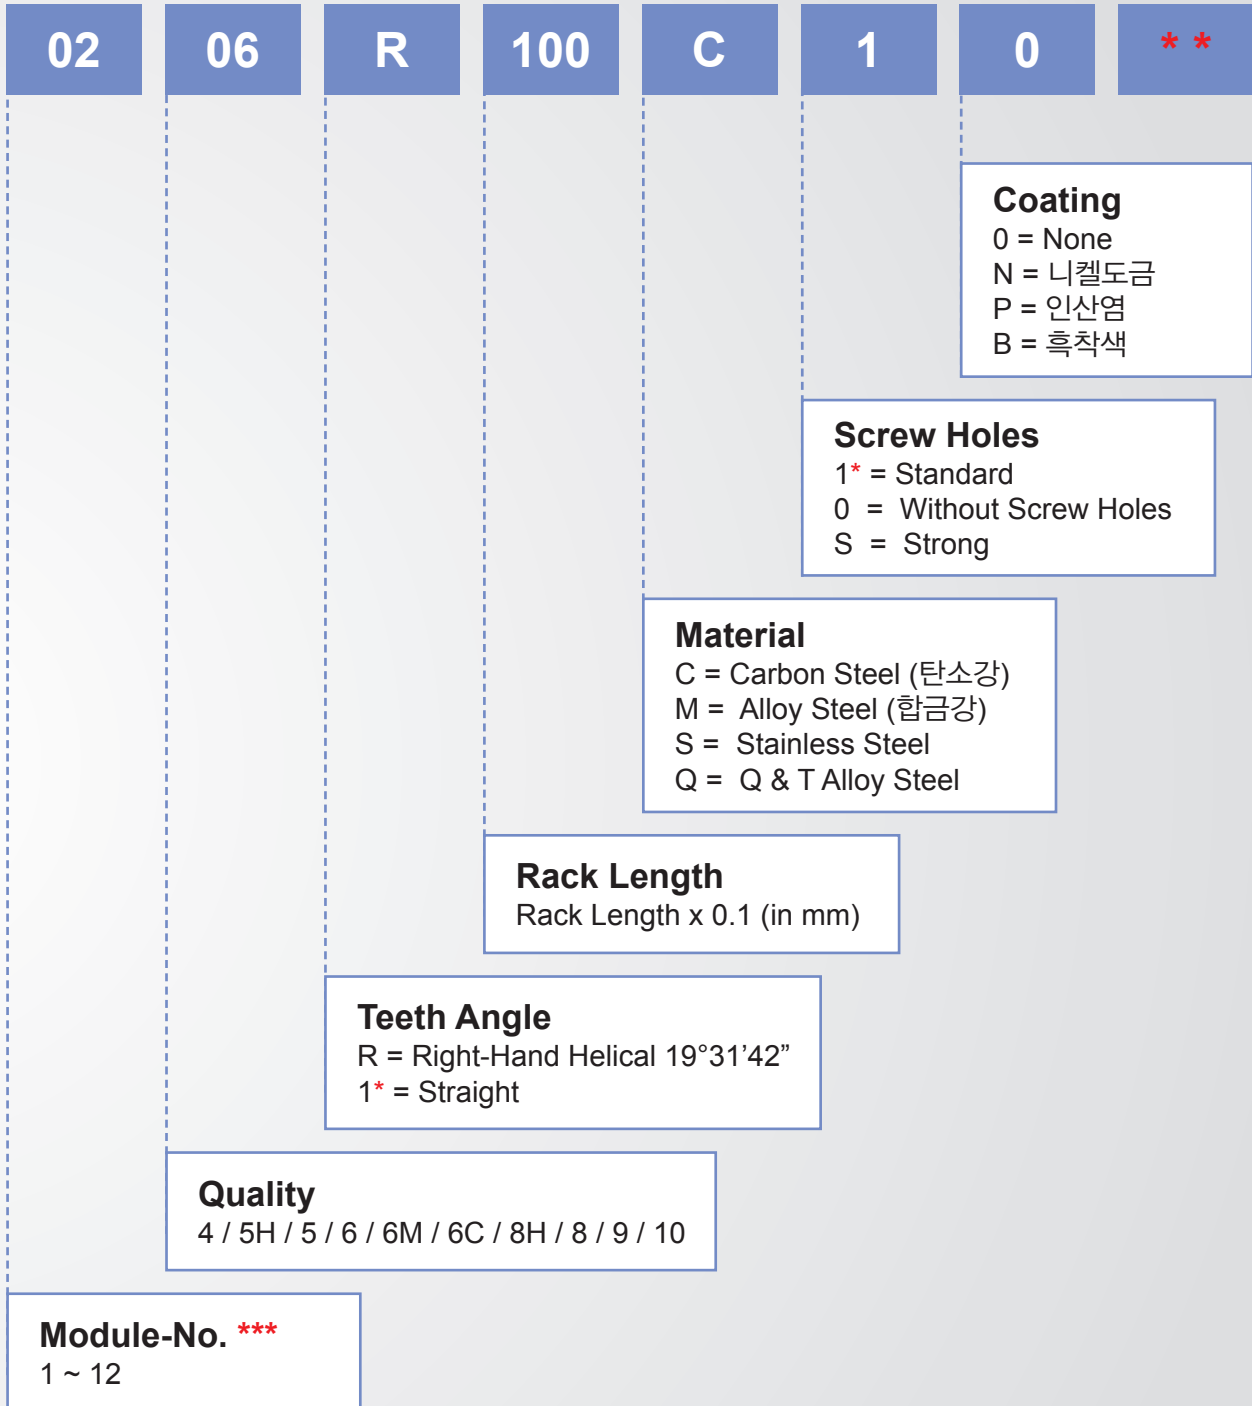 02 06 R 100 C 1 0 * *
Coating
0 = None
N = 니켈도금
P = 인산염
B = 흑착색
Screw Holes
1* = Standard
0 = Without Screw Holes
S = Strong
Material
C = Carbon Steel (탄소강)
M = Alloy Steel (합금강)
S = Stainless Steel
Q = Q & T Alloy Steel
Rack Length
Rack Length x 0.1 (in mm)
Teeth Angle
R = Right-Hand Helical 19°31’42”
1* = Straight
Quality
4 / 5H / 5 / 6 / 6M / 6C / 8H / 8 / 9 / 10
Module-No. ***
1 ~ 12